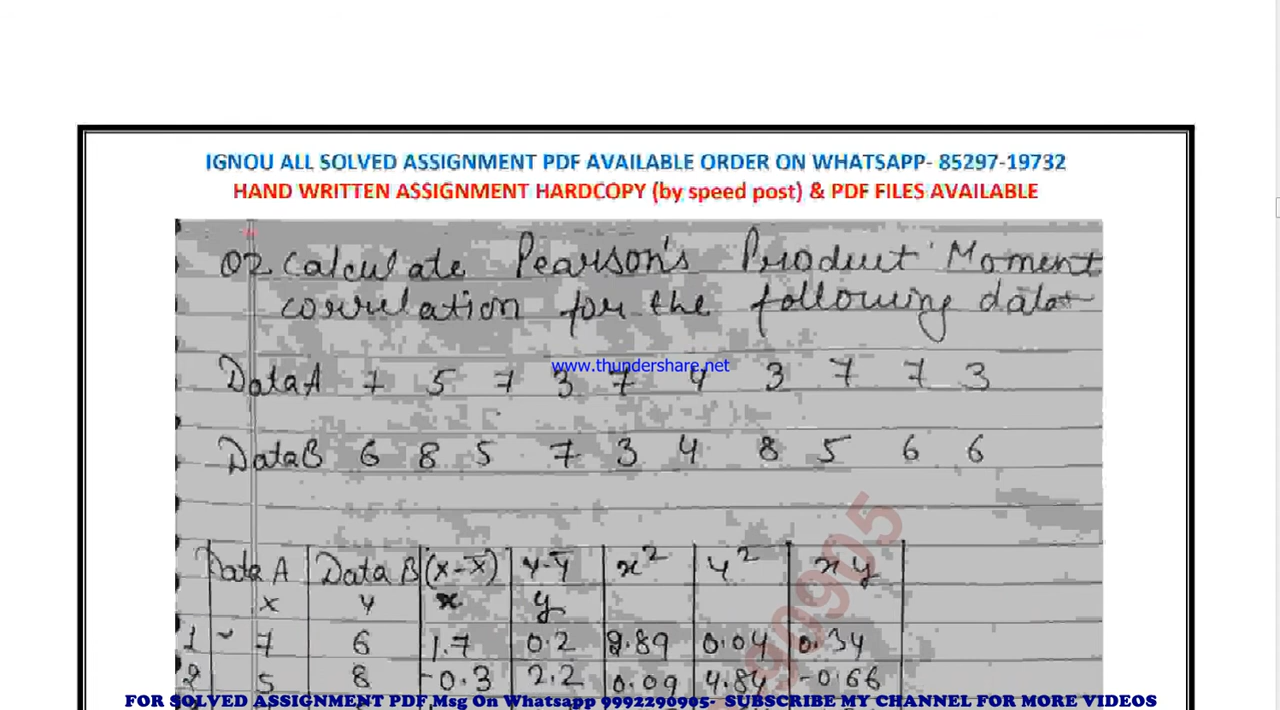 IGNOU ALL SOLVED ASSIGNMENT PDF AVAILABLE ORDER ON WHATSAPP- 85297-19732
HAND WRITTEN ASSIGNMENT HARDCOPY (by speed post) & PDF FILES AVAILABLE
02 Calculate Pearson's Product Moment
correlation for the following data
www.thundershare.net
Data A 7 5 7 3 7 4 3 7 7 3
Data B 6 8 5 7 3 4 8 5 6 6
Data A Data B (x-x̄) y-ȳ x² y² xy
x y x y
1 7 6 1.7 0.2 2.89 0.04 0.34
2 5 8 -0.3 2.2 0.09 4.84 -0.66
90905
FOR SOLVED ASSIGNMENT PDF Msg On Whatsapp 9992290905- SUBSCRIBE MY CHANNEL FOR MORE VIDEOS